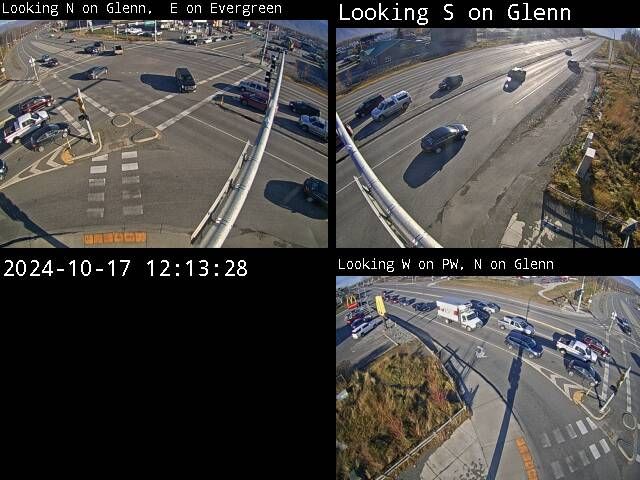 Looking N on Glenn, E on Evergreen
Looking S on Glenn
2024-10-17 12:13:28
Looking W on PW, N on Glenn